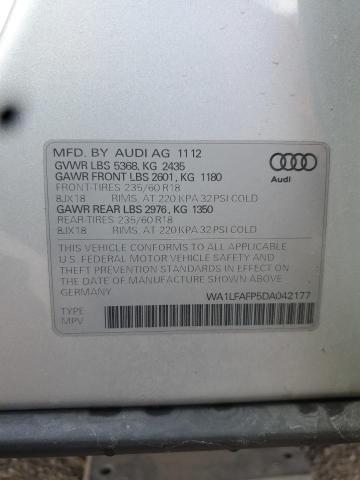 MFD. BY AUDI AG 11 12
GVWR LBS 5368, KG 2435
GAWR FRONT LBS 2601, KG 1180
FRONT-TIRES 235/60 R18
8JX18 RIMS, AT 220 KPA 32 PSI COLD
GAWR REAR LBS 2976, KG 1350
REAR-TIRES 235/60 R18
8JX18 RIMS, AT 220 KPA 32 PSI COLD
Audi
THIS VEHICLE CONFORMS TO ALL APPLICABLE
U.S. FEDERAL MOTOR VEHICLE SAFETY AND
THEFT PREVENTION STANDARDS IN EFFECT ON
THE DATE OF MANUFACTURE SHOWN ABOVE
WA1LFAFP5DA042177
TYPE
MPV